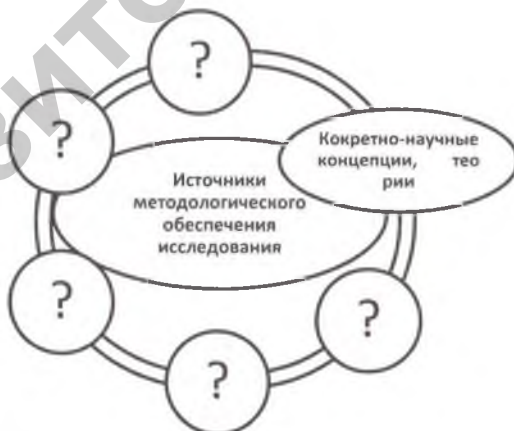 ?
Кокретно-научные
концепции, тео
рии
?
Источники
методологического
обеспечения
исследования
?
?
?